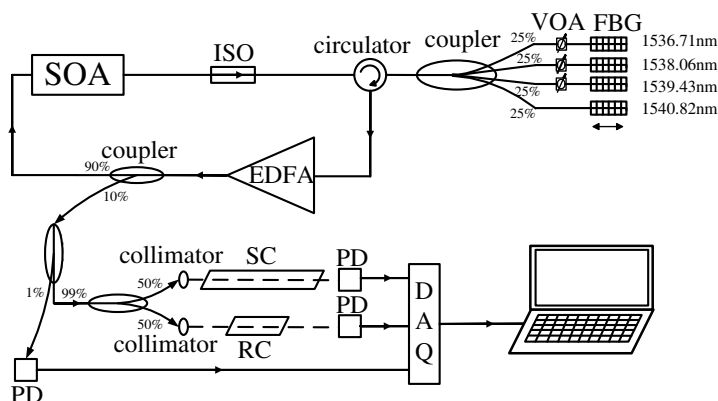 SOA
ISO
circulator
coupler
VOA FBG
25%
25%
25%
25%
1536.71nm
1538.06nm
1539.43nm
1540.82nm
coupler
90%
10%
EDFA
1%
99%
collimator
50%
SC
PD
50%
collimator
RC
PD
PD
D
A
Q